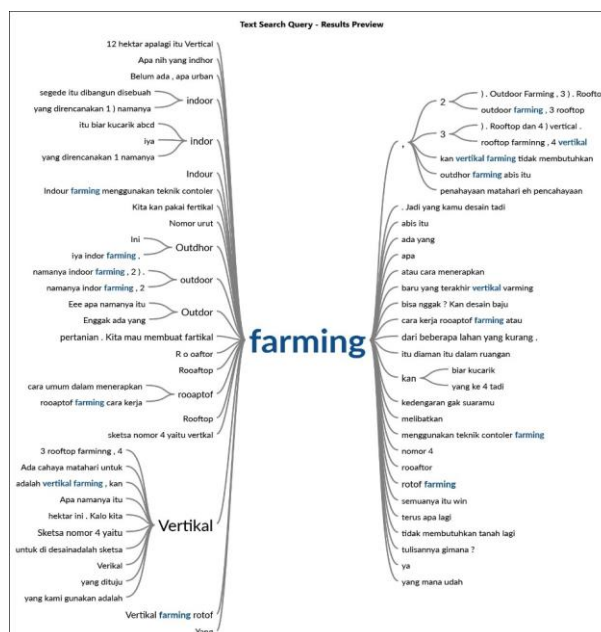 Text Search Query - Results Preview
12 hektar apalagi itu Vertical
Apa nih yang indhor
Belum ada , apa urban
segede itu dibangun disebuah
yang direncanakan 1 ) namanya
indoor
itu biar kucarik abcd
iya
yang direncanakan 1 namanya
indor
Indour
Indour farming menggunakan teknik contoler
Kita kan pakai fertikal
Nomor urut
Ini
iya indor farming ,
Outdhor
namanya indoor farming , 2 ) .
namanya indor farming , 2
outdoor
Eee apa namanya itu
Enggak ada yang
Outdor
pertanian . Kita mau membuat fartikal
R o oaftor
Rooaftop
cara umum dalam menerapkan
rooaptof farming cara kerja
rooaptof
Rooftop
sketsa nomor 4 yaitu vertkal
3 rooftop farminng , 4
Ada cahaya matahari untuk
adalah vertikal farming , kan
Apa namanya itu
hektar ini . Kalo kita
Sketsa nomor 4 yaitu
untuk di desainadalah sketsa
Verikal
yang dituju
yang kami gunakan adalah
Vertikal
Vertikal farming rotof
Yang
farming
,
2
) . Outdoor Farming , 3 ) . Roofto
outdoor farming , 3 rooftop
3
) . Rooftop dan 4 ) vertical .
rooftop farminng , 4 vertikal
kan vertikal farming tidak membutuhkan
outdhor farming abis itu
penahayaan matahari eh pencahayaan
. Jadi yang kamu desain tadi
abis itu
ada yang
apa
atau cara menerapkan
baru yang terakhir vertikal varming
bisa nggak ? Kan desain baju
cara kerja rooaptof farming atau
dari beberapa lahan yang kurang .
itu diaman itu dalam ruangan
kan
biar kucarik
yang ke 4 tadi
kedengaran gak suaramu
melibatkan
menggunakan teknik contoler farming
nomor 4
rooaftor
rotof farming
semuanya itu win
terus apa lagi
tidak membutuhkan tanah lagi
tulisannya gimana ?
ya
yang mana udah